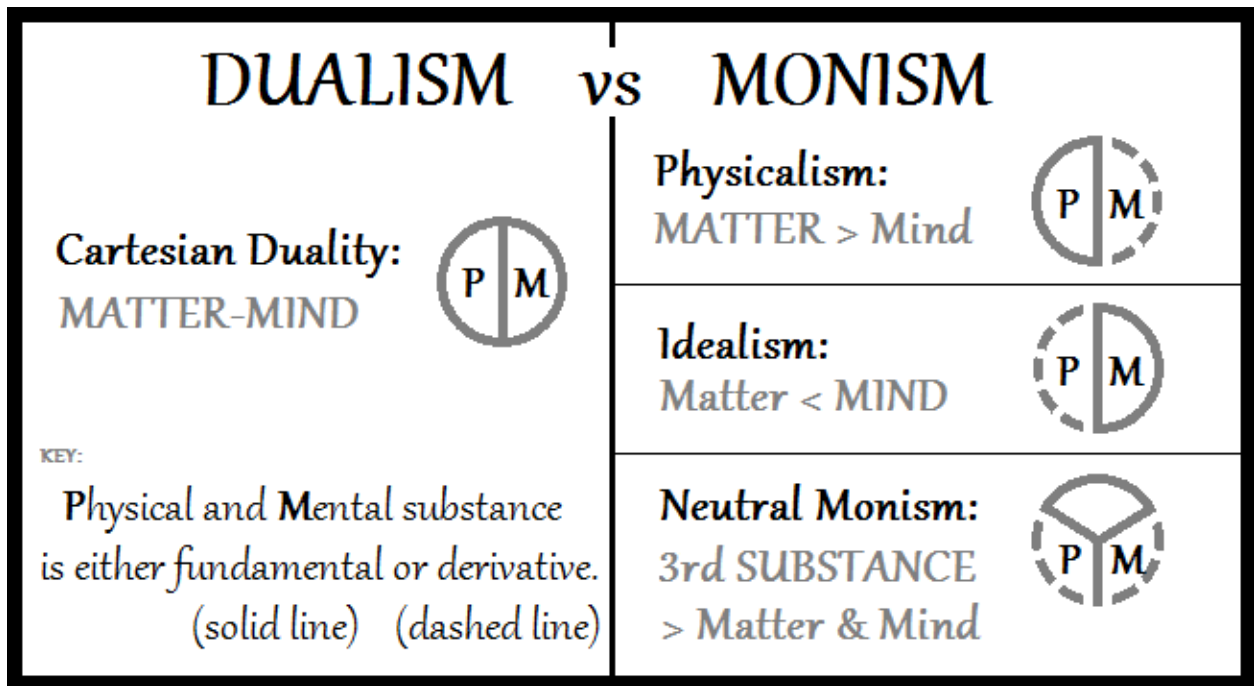 DUALISM vs MONISM
Cartesian Duality:
MATTER-MIND
P M
KEY:
Physical and Mental substance
is either fundamental or derivative.
(solid line) (dashed line)
Physicalism:
MATTER > Mind
P M
Idealism:
Matter < MIND
P M
Neutral Monism:
3rd SUBSTANCE
> Matter & Mind
P M